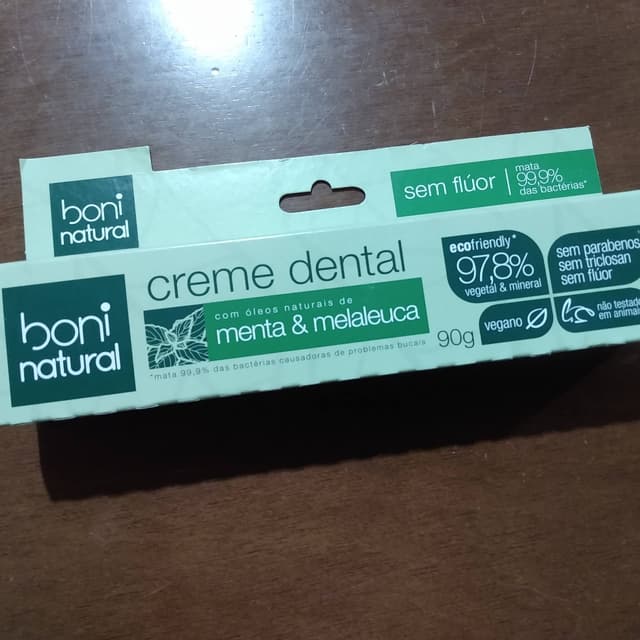 boni
natural
sem flúor
mata
99,9%
das bactérias*
boni
natural
creme dental
com óleos naturais de
menta & melaleuca
*mata 99,9% das bactérias causadoras de problemas bucais
90g
ecofriendly*
97,8%
vegetal & mineral
sem parabenos
sem triclosan
sem flúor
vegano
não testado
em animais